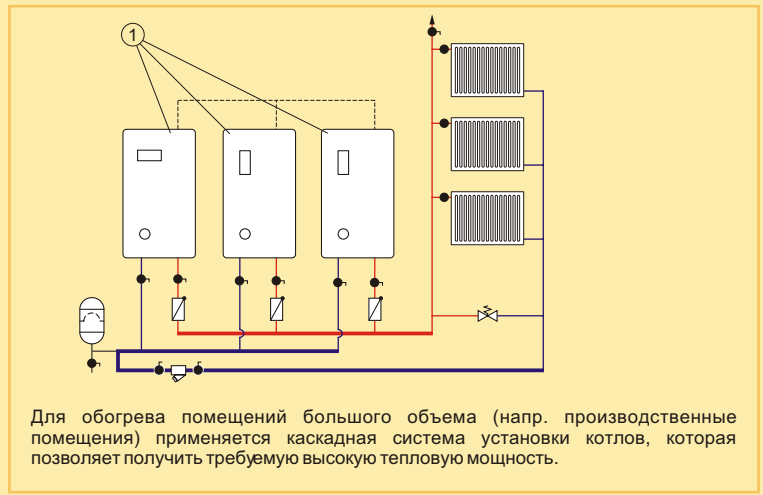 1
Для обогрева помещений большого объема (напр. производственные
помещения) применяется каскадная система установки котлов, которая
позволяет получить требуемую высокую тепловую мощность.